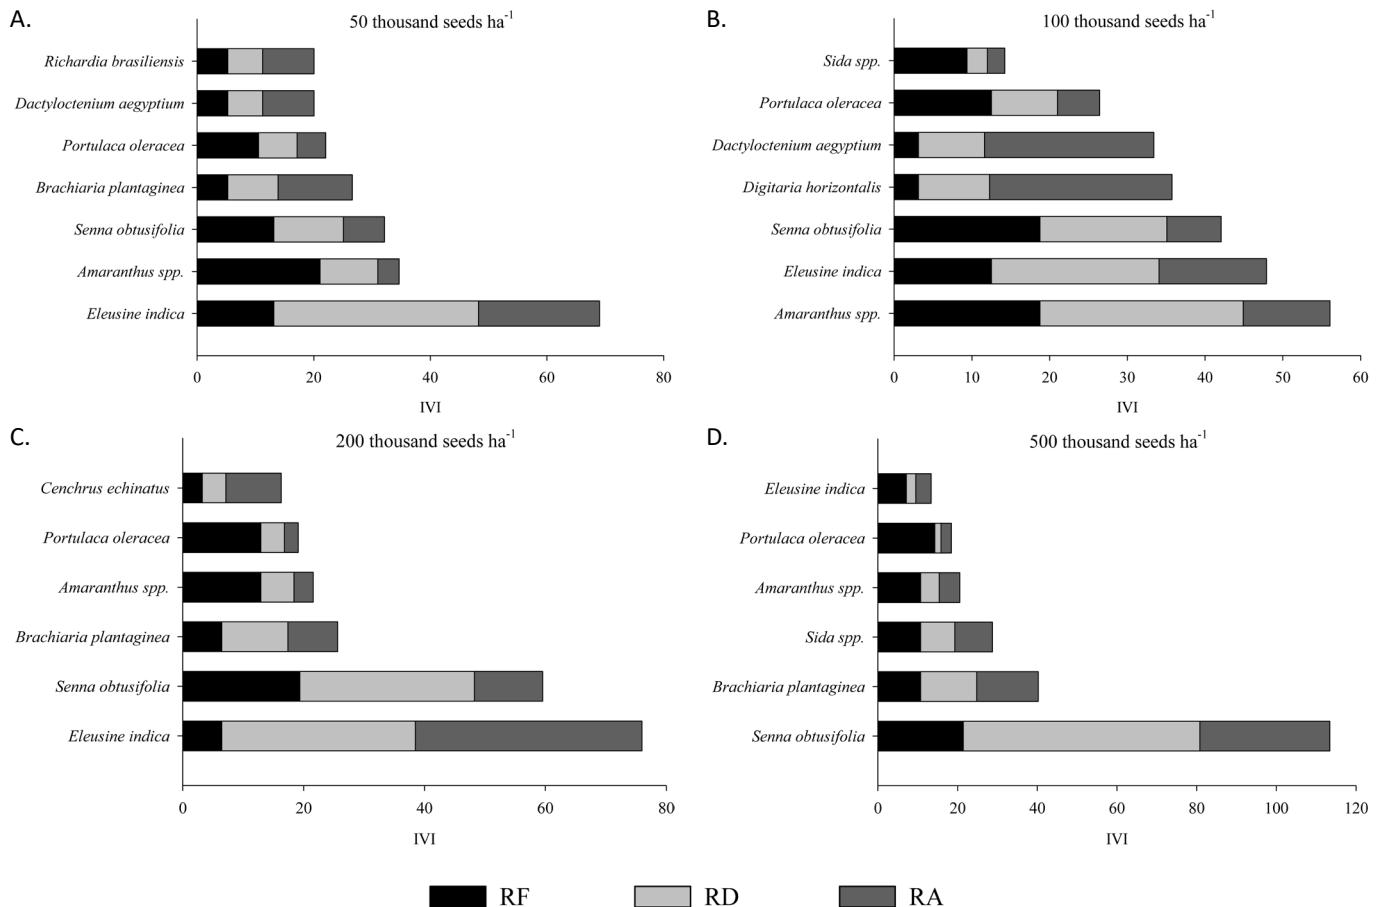 A.
50 thousand seeds ha-1
Richardia brasiliensis
Dactyloctenium aegyptium
Portulaca oleracea
Brachiaria plantaginea
Senna obtusifolia
Amaranthus spp.
Eleusine indica
0 20 40 60 80
IVI
B.
100 thousand seeds ha-1
Sida spp.
Portulaca oleracea
Dactyloctenium aegyptium
Digitaria horizontalis
Senna obtusifolia
Eleusine indica
Amaranthus spp.
0 10 20 30 40 50 60
IVI
C.
200 thousand seeds ha-1
Cenchrus echinatus
Portulaca oleracea
Amaranthus spp.
Brachiaria plantaginea
Senna obtusifolia
Eleusine indica
0 20 40 60 80
IVI
D.
500 thousand seeds ha-1
Eleusine indica
Portulaca oleracea
Amaranthus spp.
Sida spp.
Brachiaria plantaginea
Senna obtusifolia
0 20 40 60 80 100 120
IVI
RF RD RA